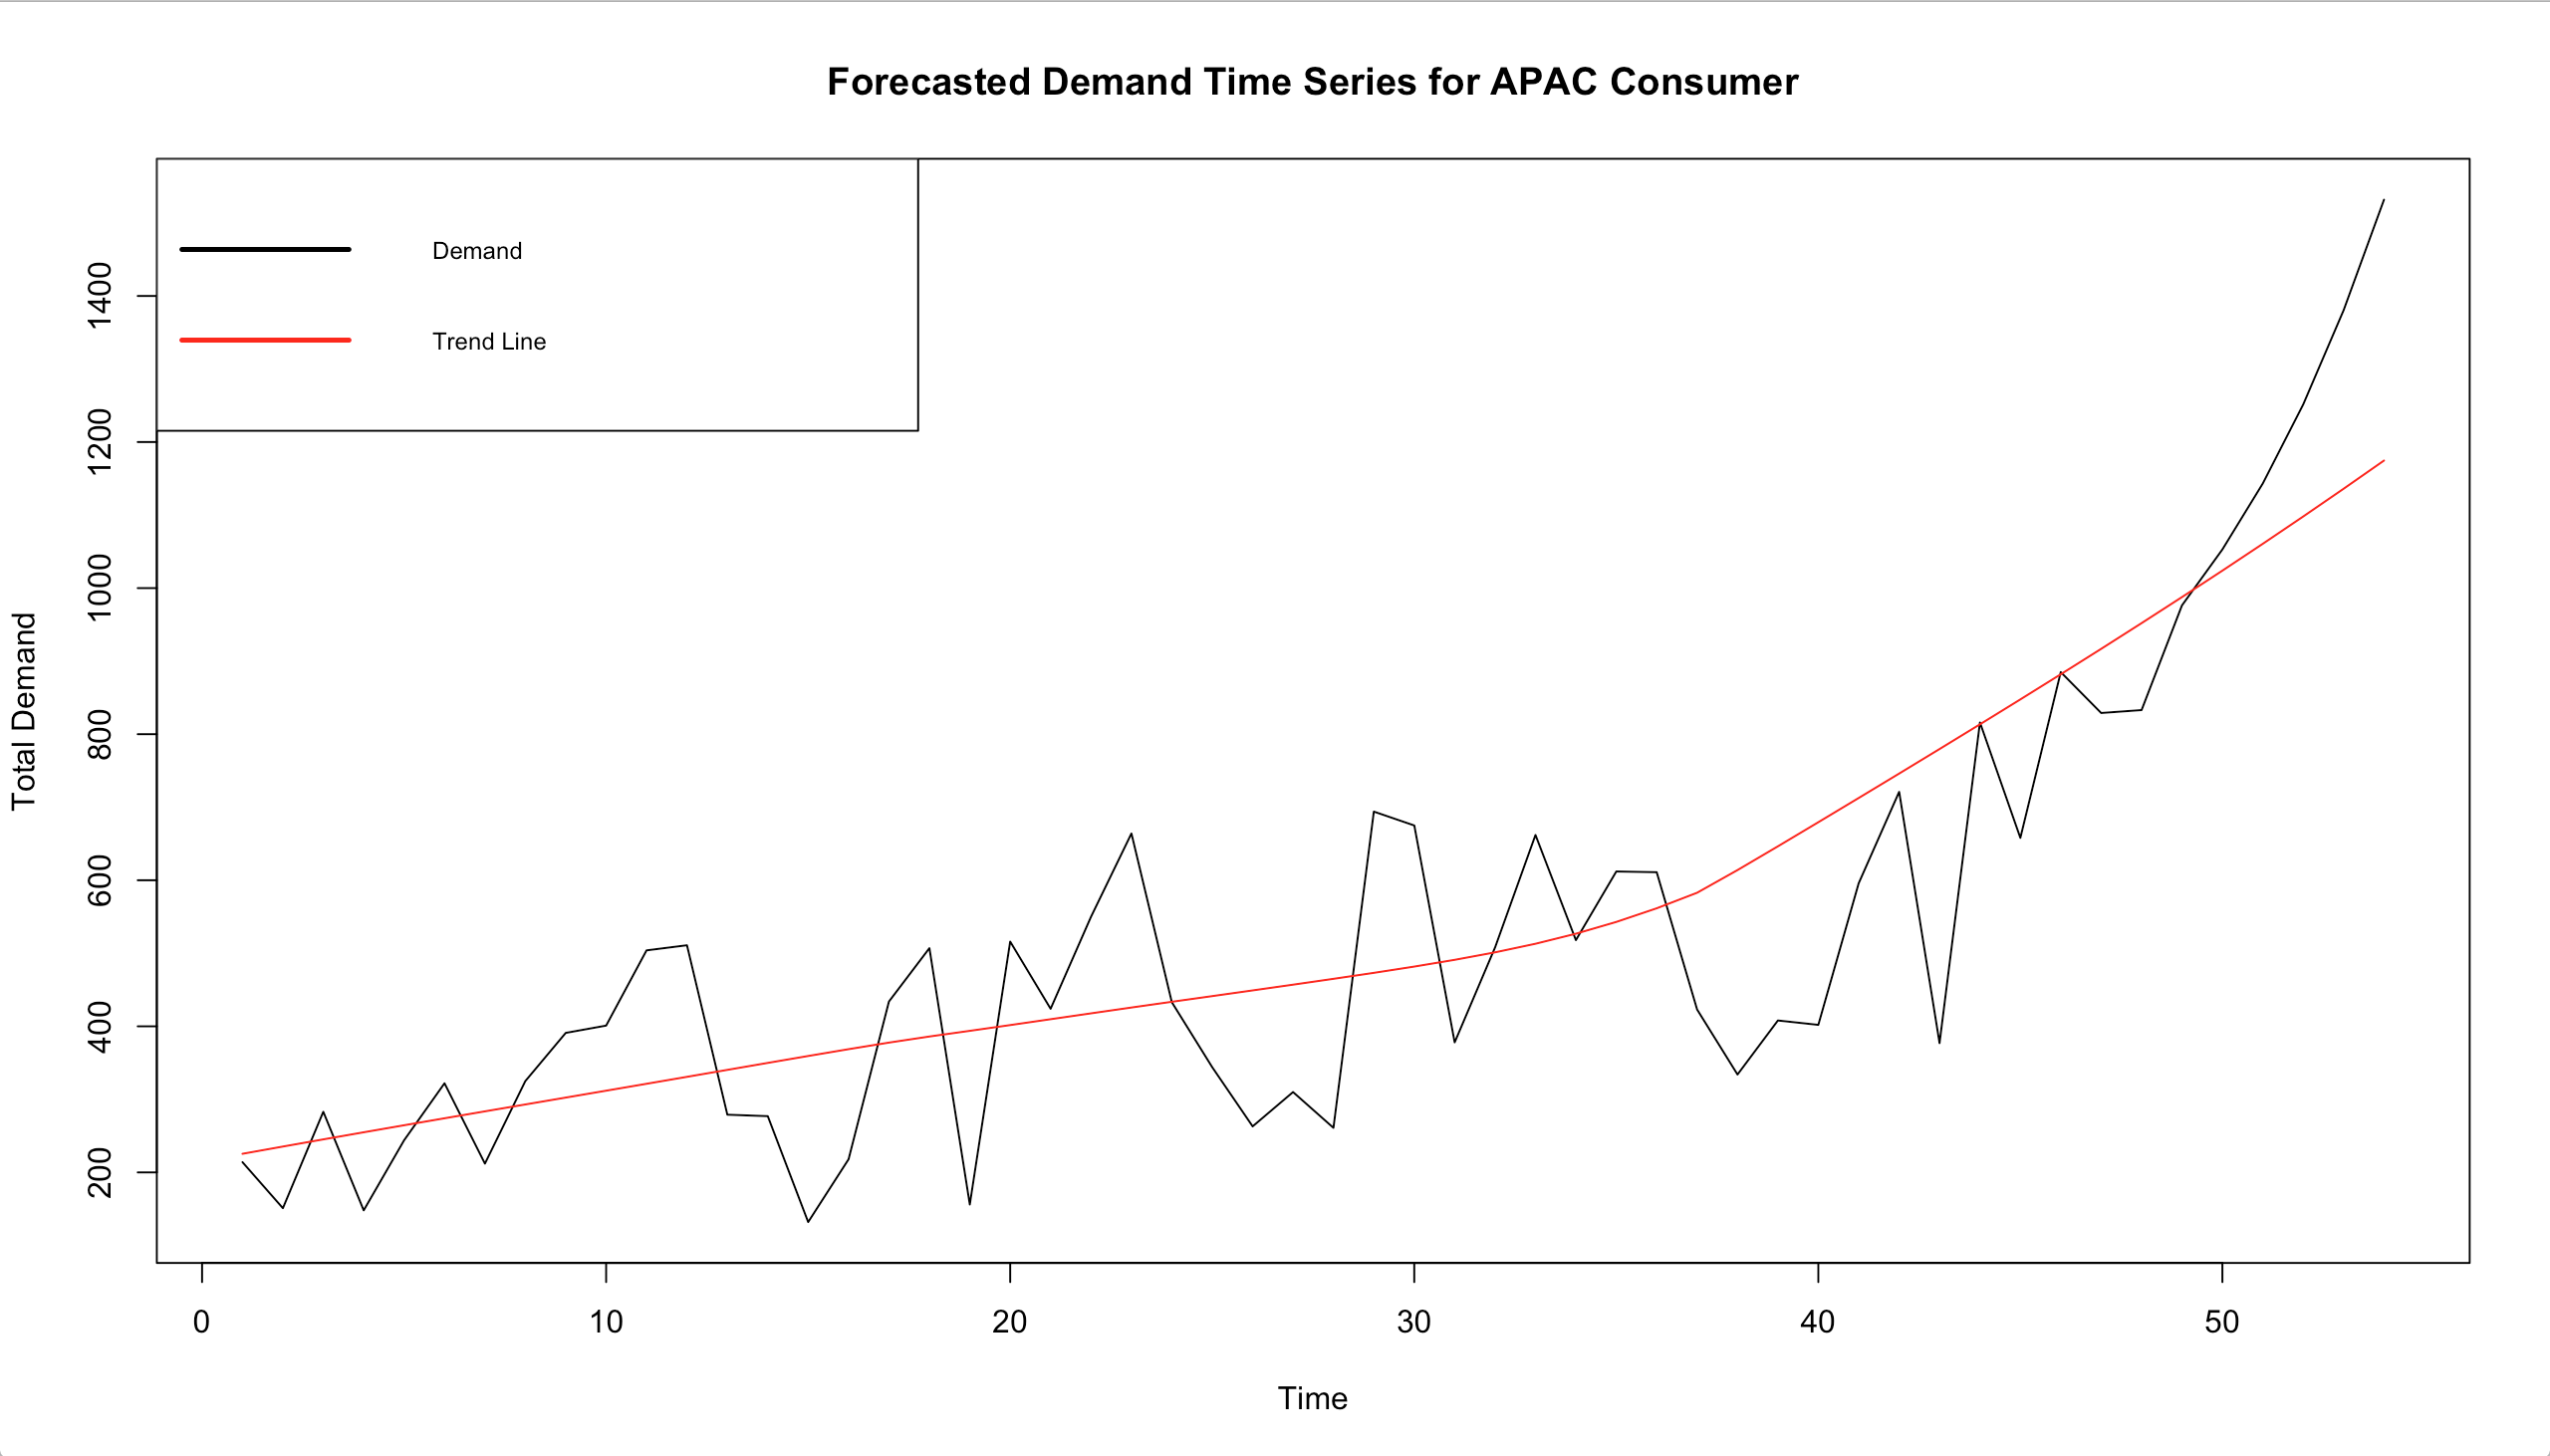 Forecasted Demand Time Series for APAC Consumer
Demand
Trend Line
1400
1200
1000
800
600
400
200
Total Demand
0 10 20 30 40 50
Time